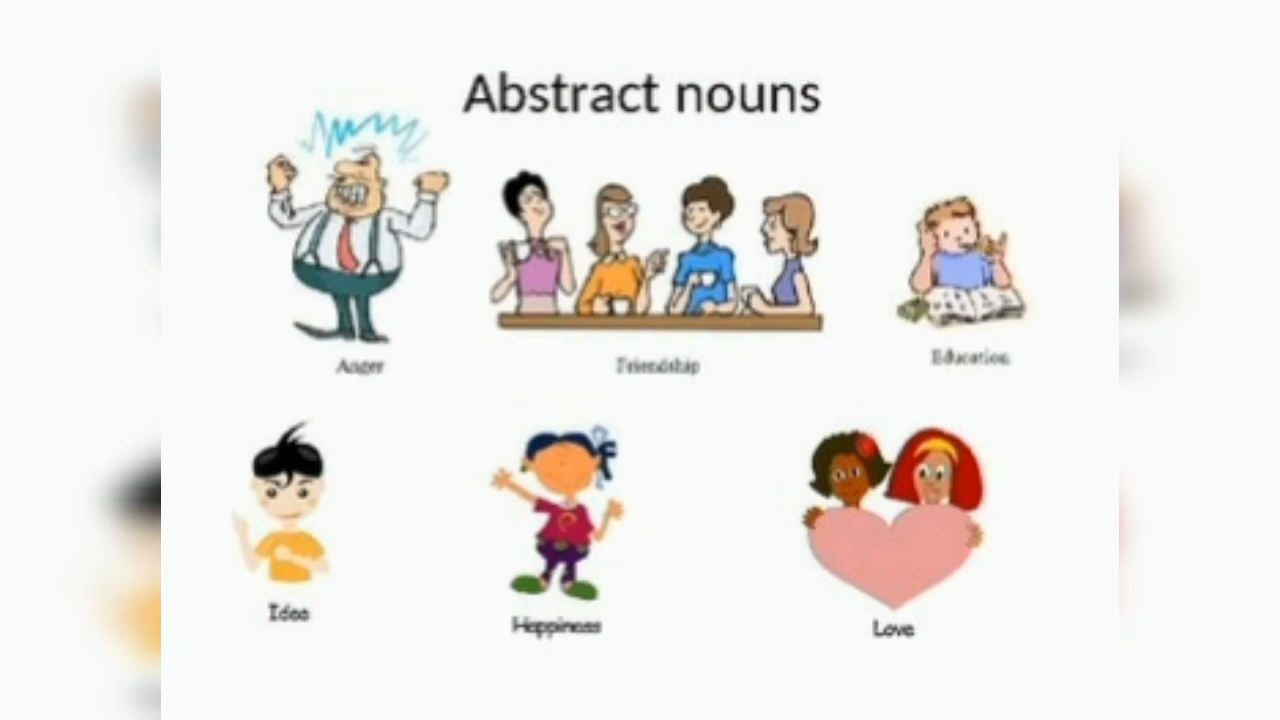 Abstract nouns
Anger
Friendship
Education
Idea
Happiness
Love